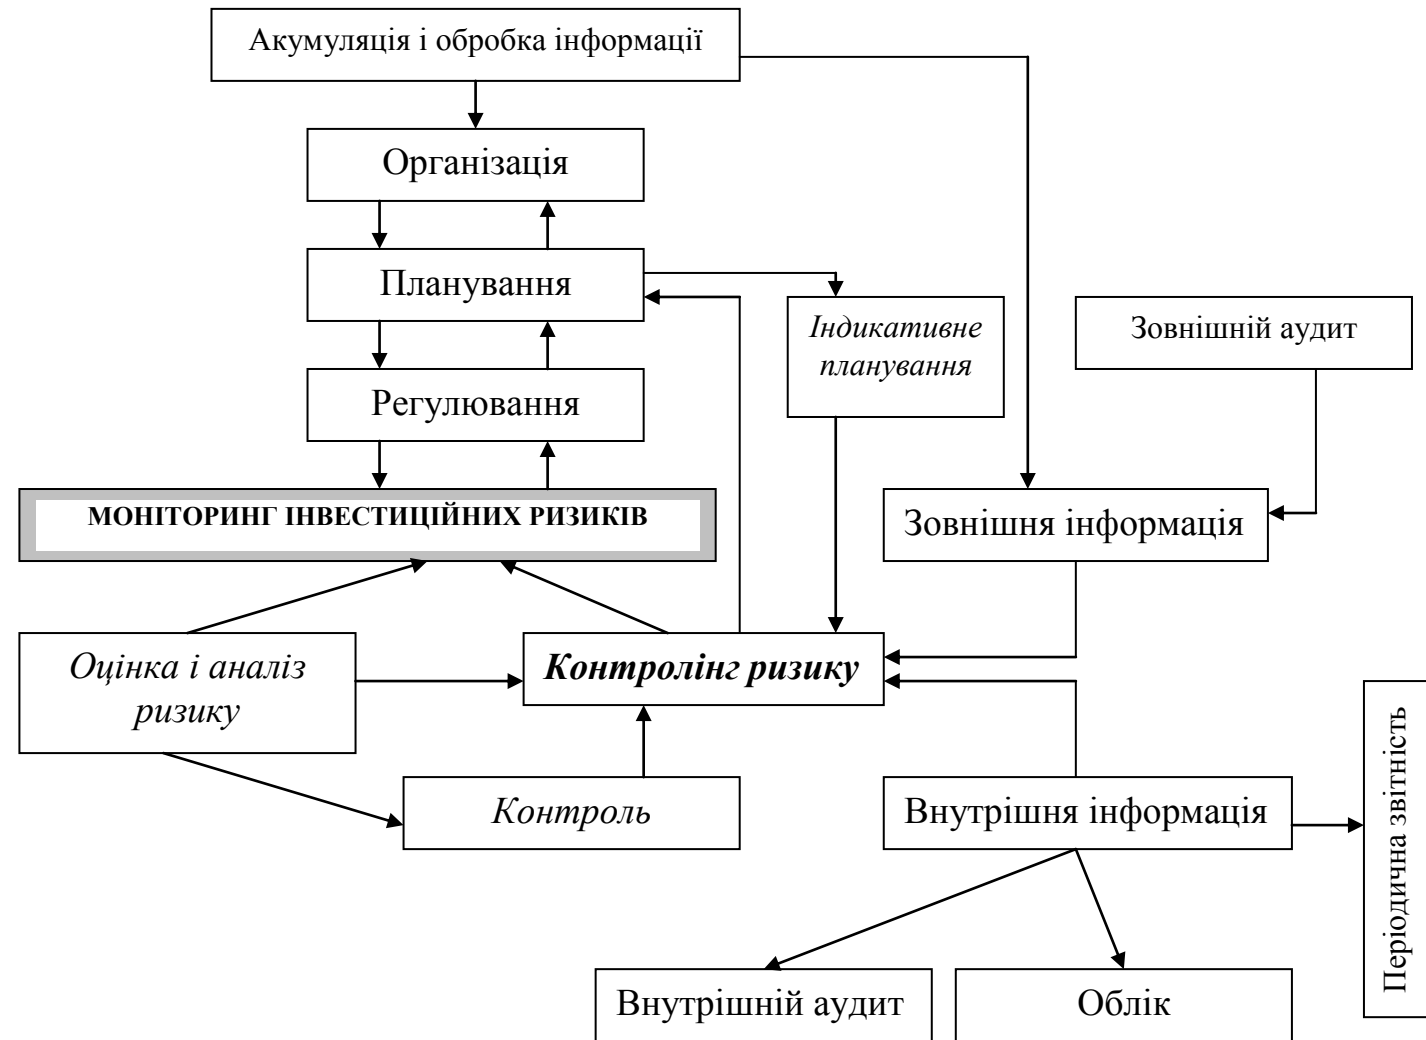 Акумуляція і обробка інформації
Організація
Планування
Індикативне
планування
Зовнішній аудит
Регулювання
МОНІТОРИНГ ІНВЕСТИЦІЙНИХ РИЗИКІВ
Зовнішня інформація
Оцінка і аналіз
ризику
Контролінг ризику
Контроль
Внутрішня інформація
Періодична звітність
Внутрішній аудит
Облік